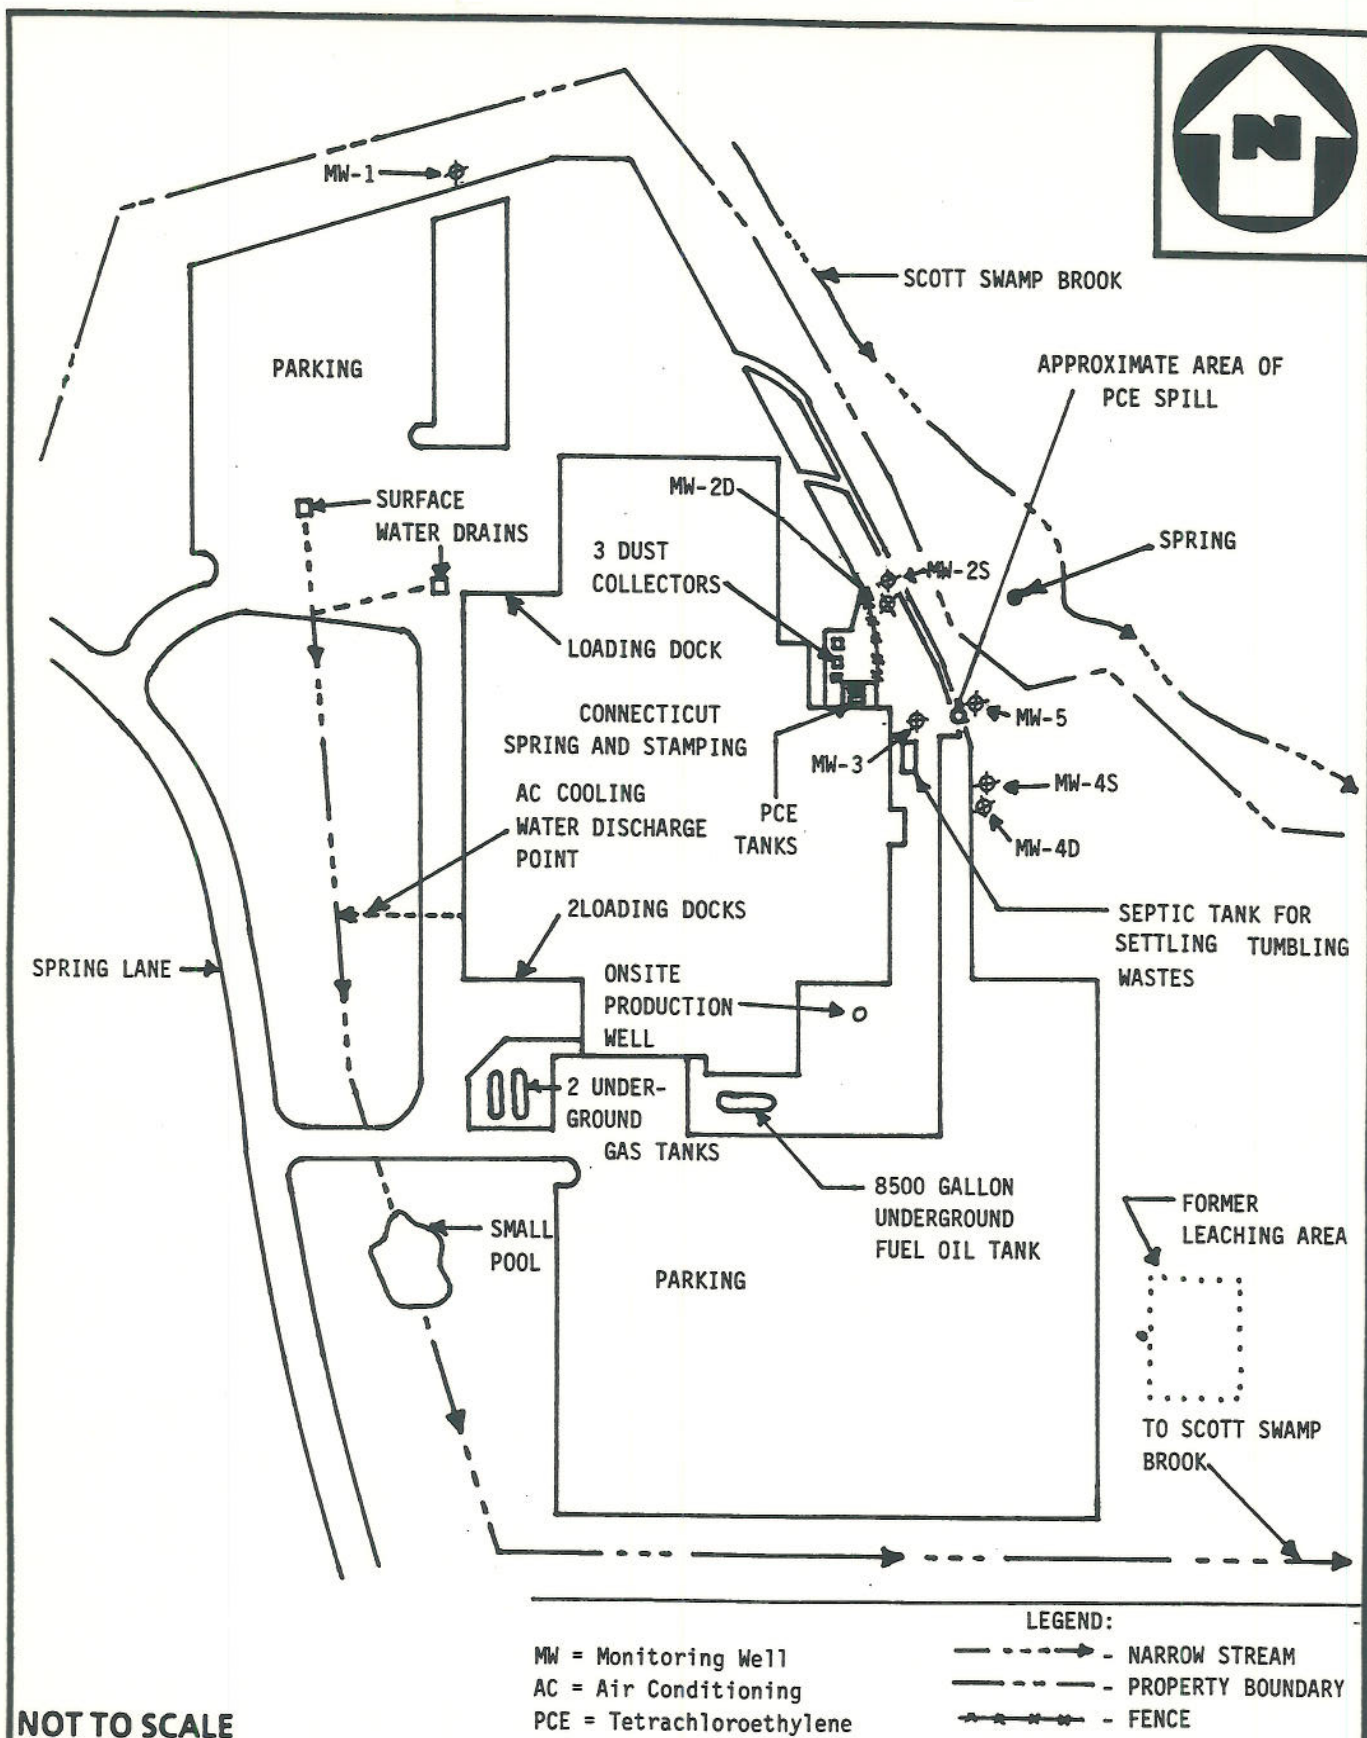 N
MW-1
SCOTT SWAMP BROOK
PARKING
APPROXIMATE AREA OF
PCE SPILL
MW-2D
SURFACE
WATER DRAINS
3 DUST
COLLECTORS
SPRING
MW-2S
LOADING DOCK
CONNECTICUT
SPRING AND STAMPING
MW-5
MW-3
AC COOLING
WATER DISCHARGE
POINT
PCE
TANKS
MW-4S
MW-4D
2LOADING DOCKS
SEPTIC TANK FOR
SETTLING TUMBLING
WASTES
SPRING LANE
ONSITE
PRODUCTION
WELL
2 UNDER-
GROUND
GAS TANKS
8500 GALLON
UNDERGROUND
FUEL OIL TANK
FORMER
LEACHING AREA
SMALL
POOL
PARKING
TO SCOTT SWAMP
BROOK
LEGEND:
MW = Monitoring Well
AC = Air Conditioning
PCE = Tetrachloroethylene
- NARROW STREAM
- PROPERTY BOUNDARY
- FENCE
NOT TO SCALE